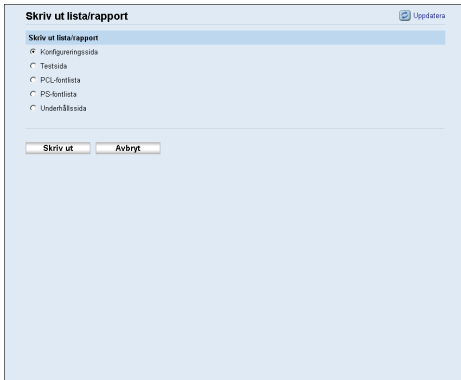 Skriv ut lista/rapport
Uppdatera
Skriv ut lista/rapport
Konfigureringssida
Testsida
PCL-fontlista
PS-fontlista
Underhållssida
Skriv ut
Avbryt